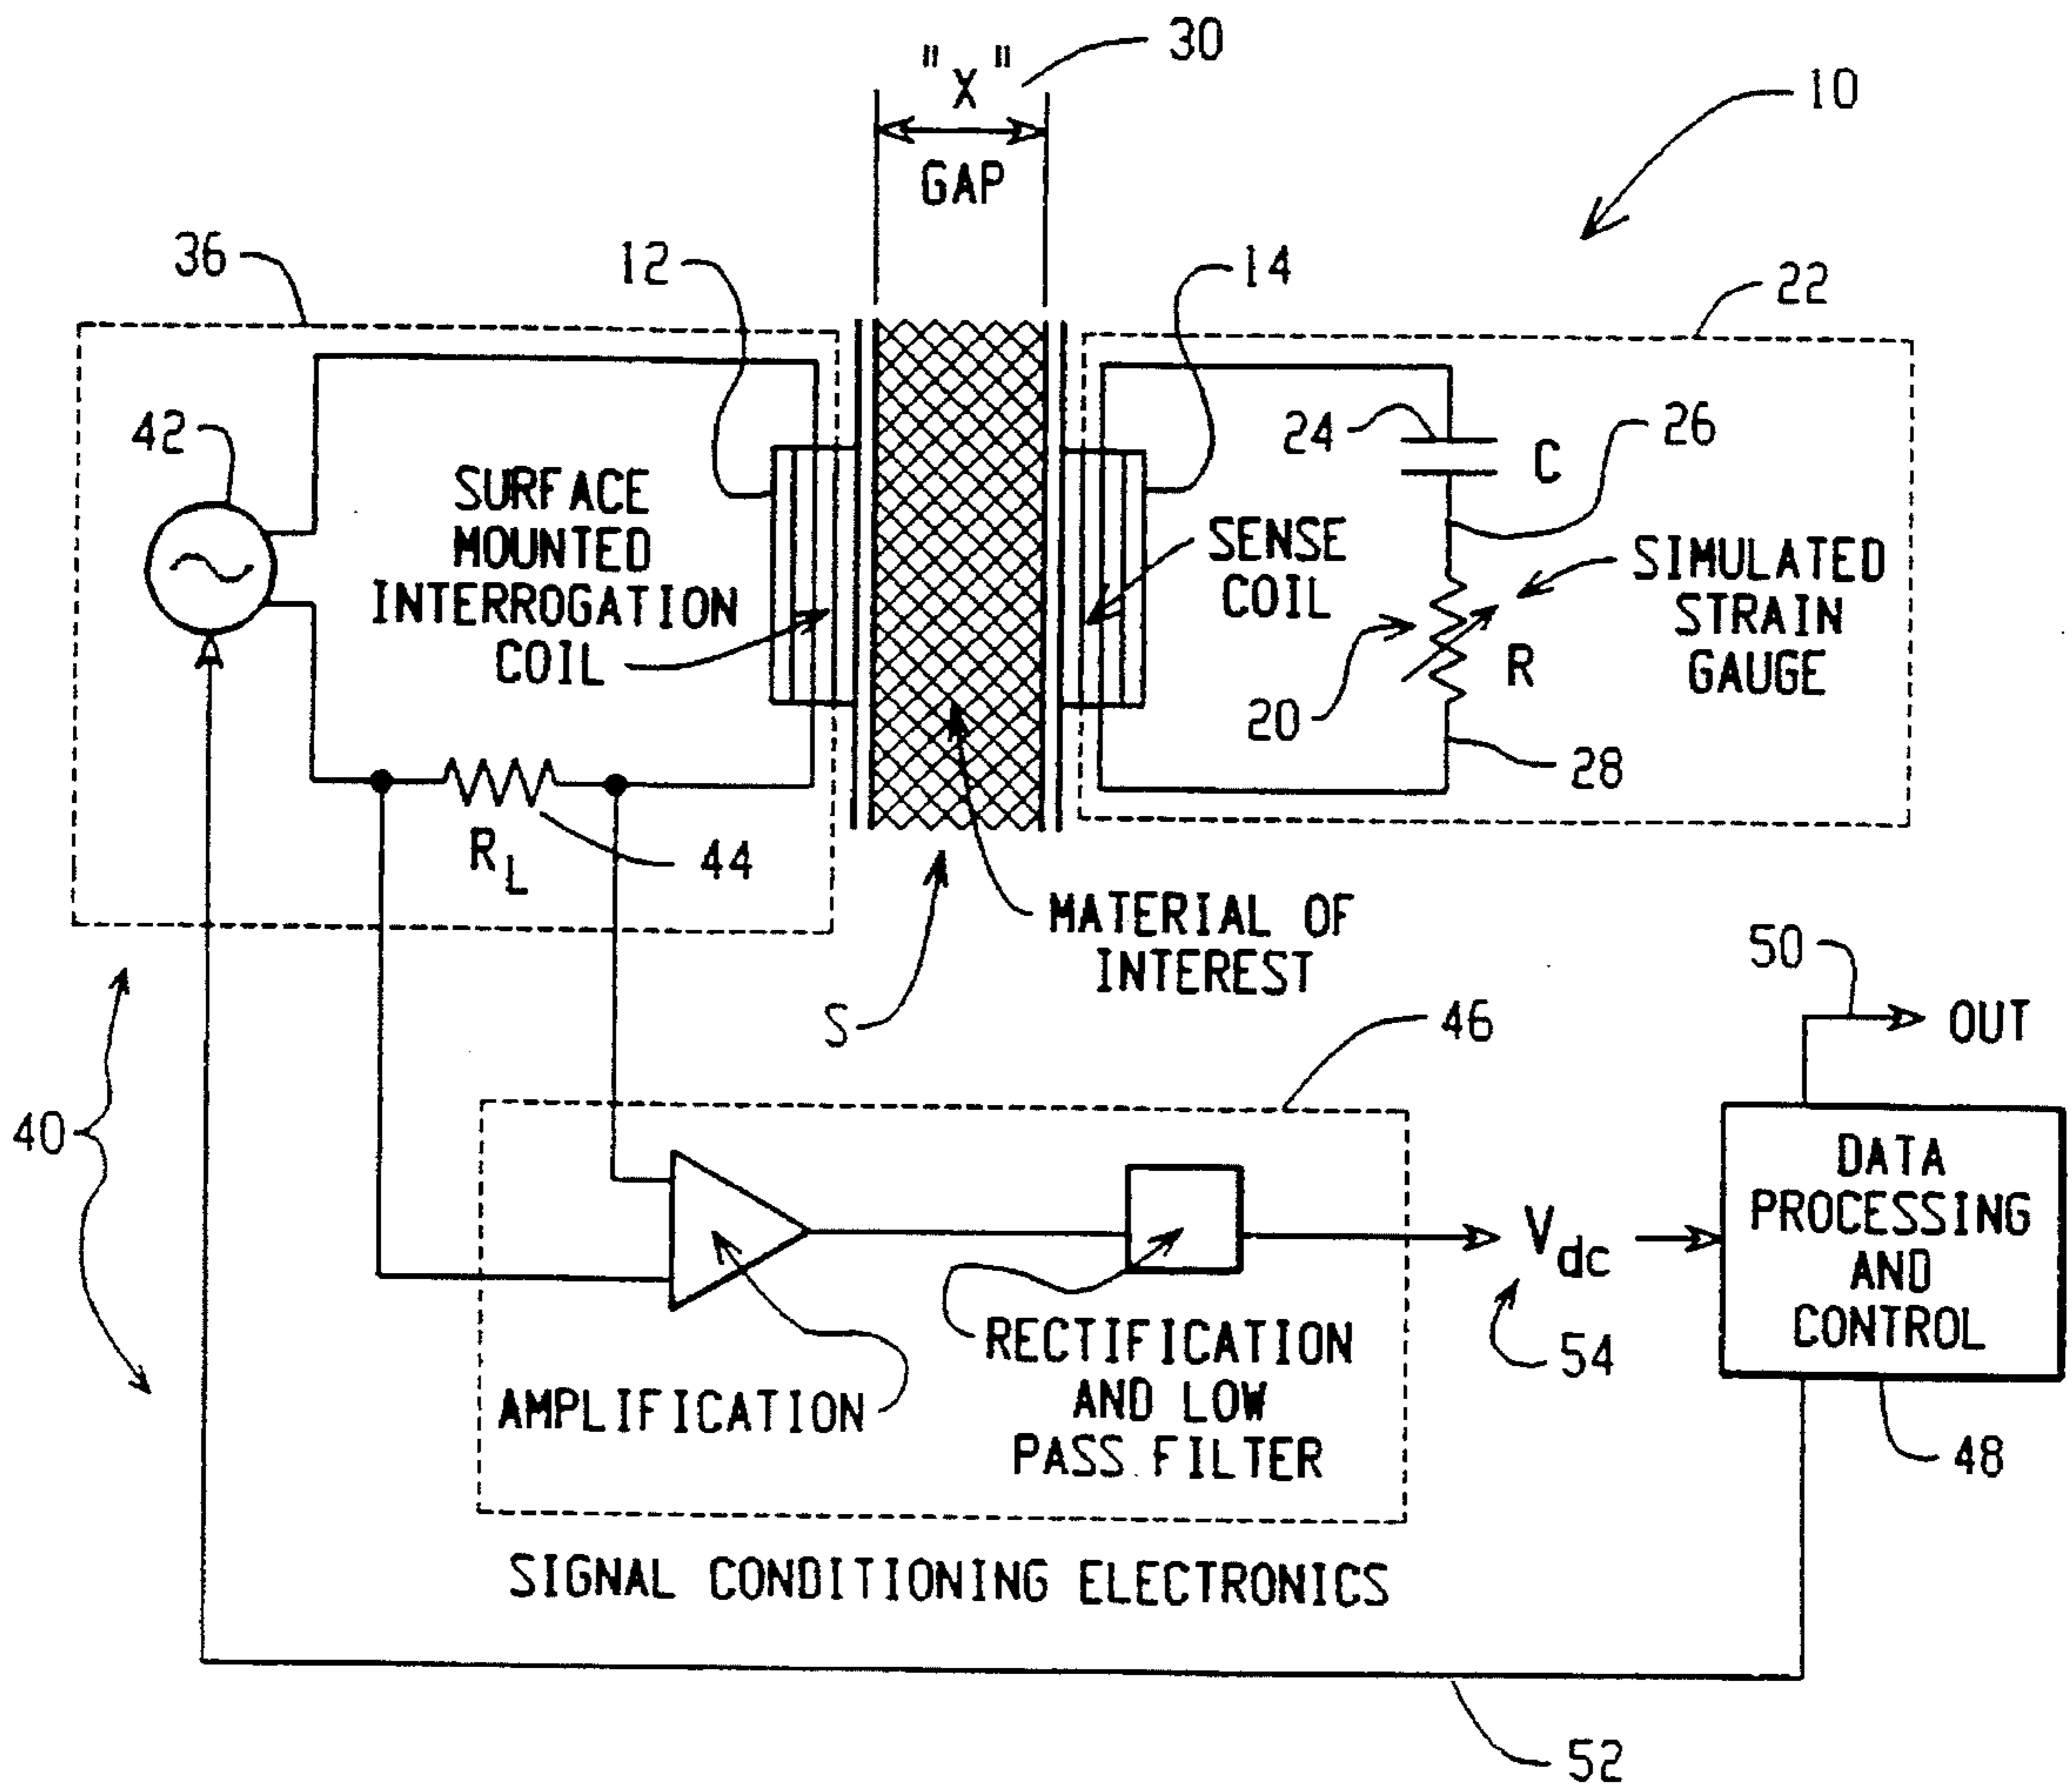 30
"X"
GAP
10
36
12
14
22
42
SURFACE
MOUNTED
INTERROGATION
COIL
24
C
26
SENSE
COIL
SIMULATED
STRAIN
GAUGE
20
R
28
R_L
44
MATERIAL OF
INTEREST
S
40
46
50
OUT
DATA
PROCESSING
AND
CONTROL
V_dc
54
RECTIFICATION
AND LOW
PASS FILTER
AMPLIFICATION
48
SIGNAL CONDITIONING ELECTRONICS
52